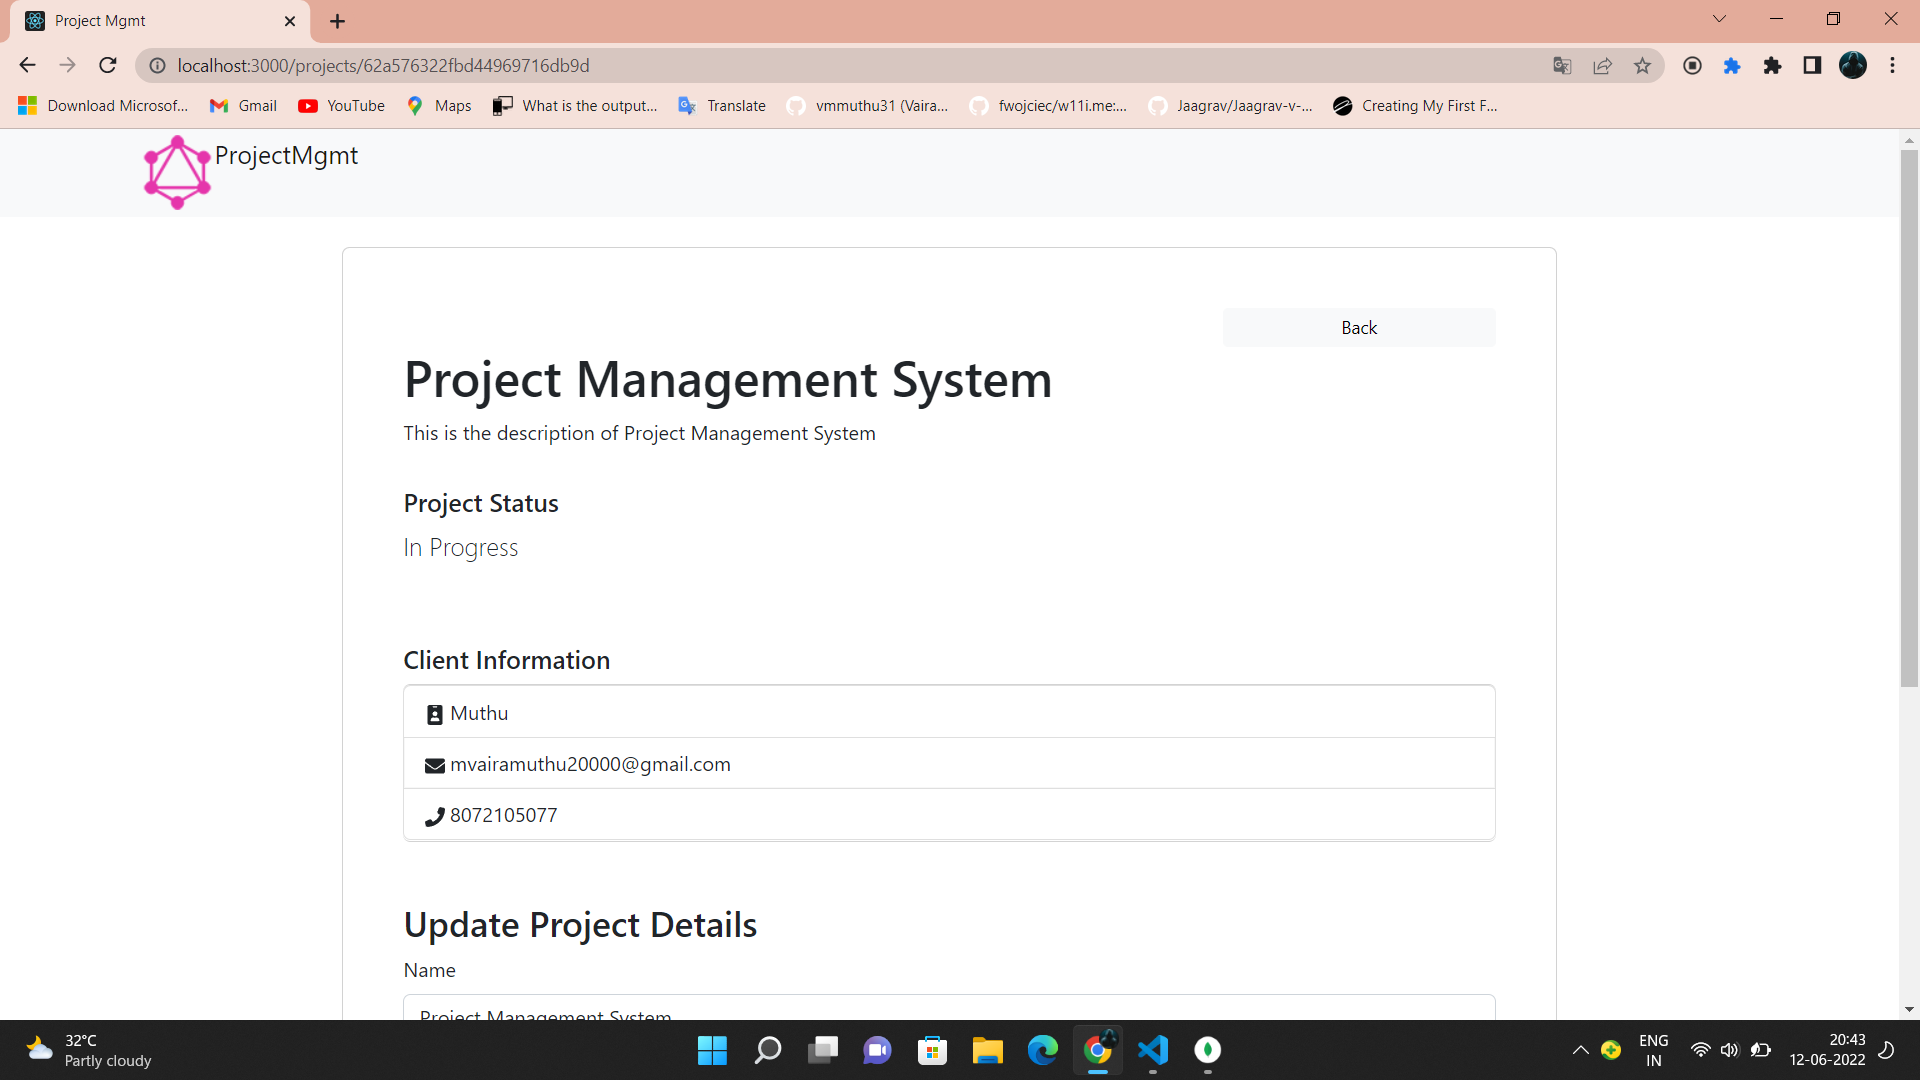 Project Mgmt
localhost:3000/projects/62a576322fbd44969716db9d
Download Microsof... Gmail YouTube Maps What is the output... Translate vmmuthu31 (Vaira... fwojciec/w11i.me:... Jaagrav/Jaagrav-v-... Creating My First F...
ProjectMgmt
Back
Project Management System
This is the description of Project Management System
Project Status
In Progress
Client Information
Muthu
mvairamuthu20000@gmail.com
8072105077
Update Project Details
Name
Project Management System
32°C
Partly cloudy
ENG
IN
20:43
12-06-2022